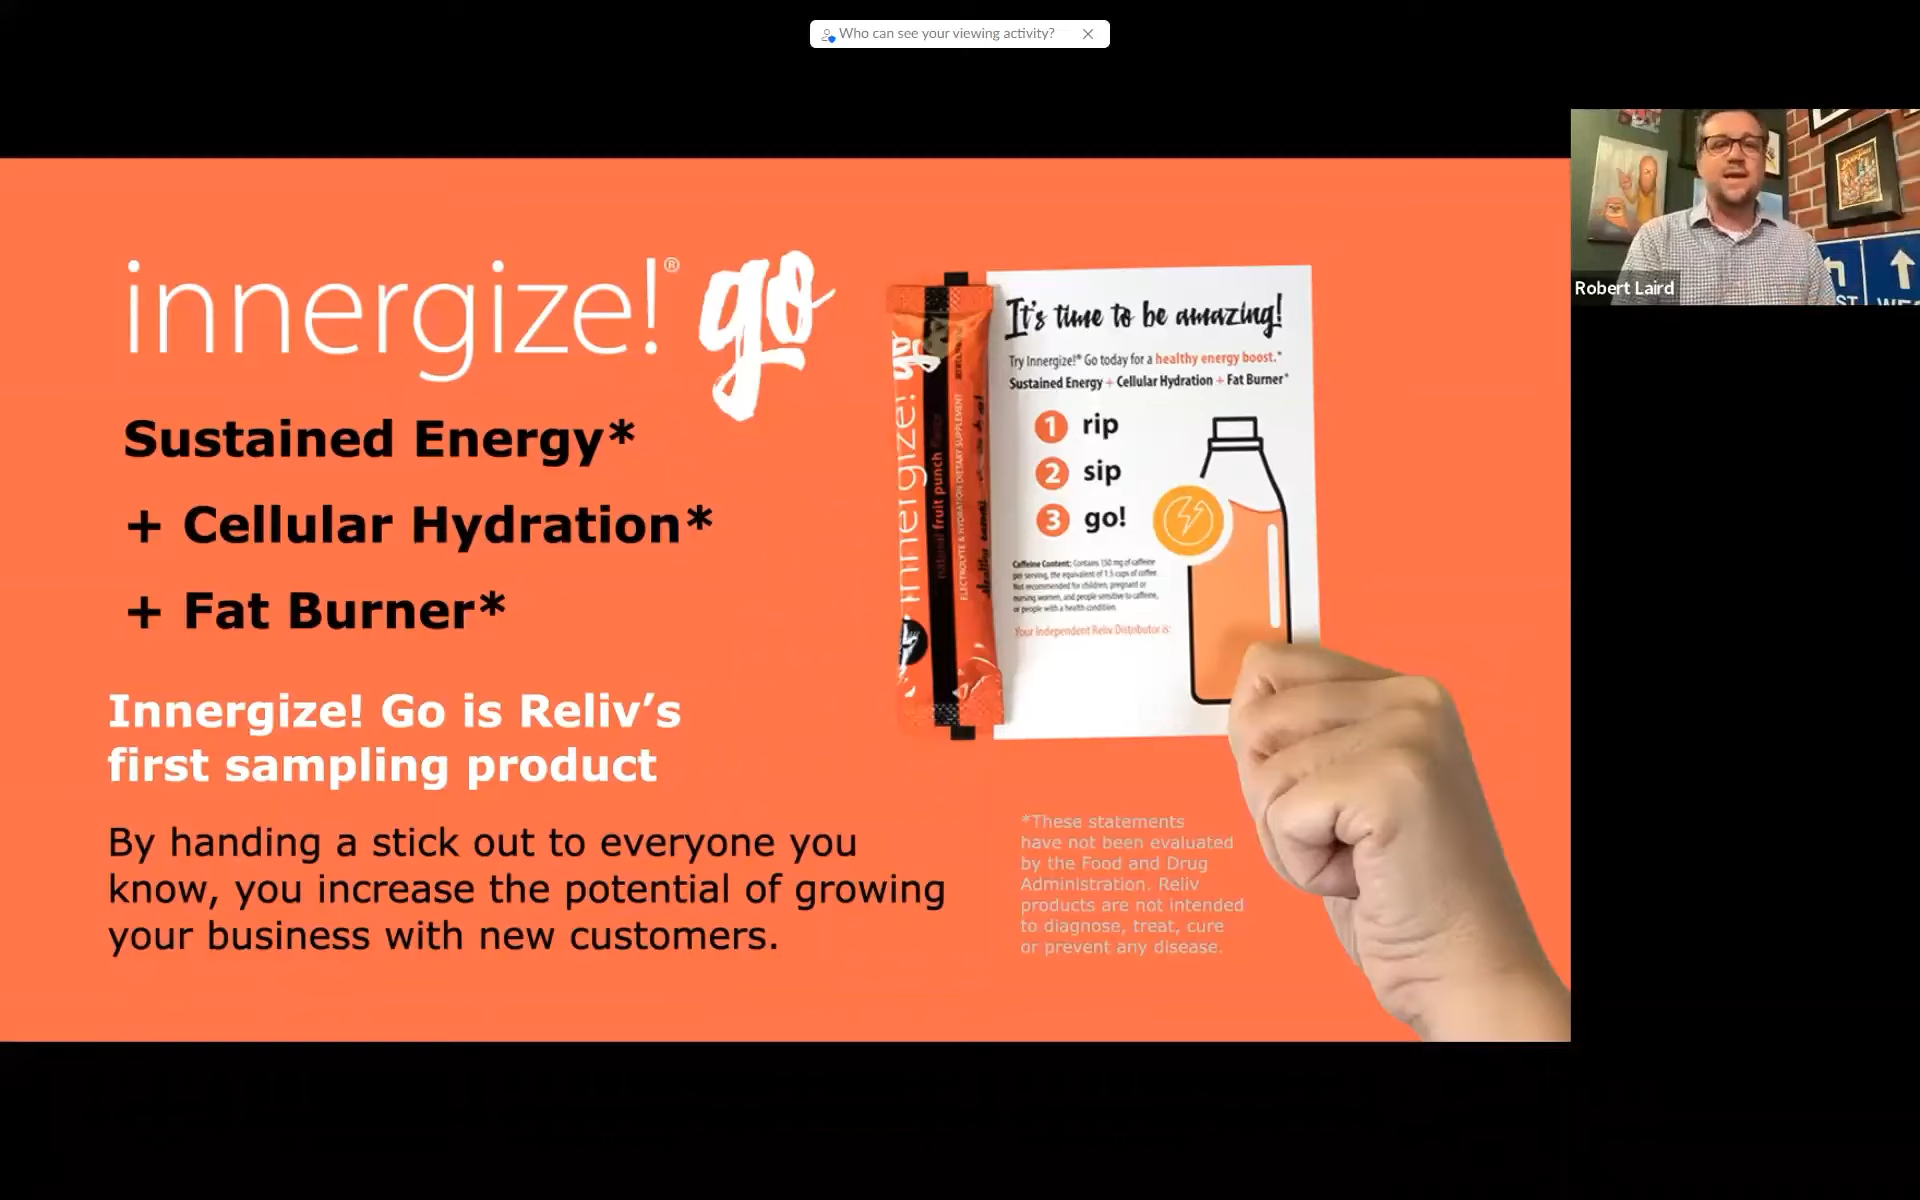 Who can see your viewing activity?
innergize!® go
Sustained Energy*
+ Cellular Hydration*
+ Fat Burner*
Innergize! Go is Reliv’s
first sampling product
By handing a stick out to everyone you
know, you increase the potential of growing
your business with new customers.
innergize! go
natural fruit punch flavor
ELECTROLYTE & HYDRATION DIETARY SUPPLEMENT
It's time to be amazing!
Try Innergize!® Go today for a healthy energy boost.*
Sustained Energy + Cellular Hydration + Fat Burner*
1 rip
2 sip
3 go!
Caffeine Content: Contains 150 mg of caffeine
per serving, the equivalent of 1.5 cups of coffee.
Not recommended for children, pregnant or
nursing women, and people sensitive to caffeine,
or people with a health condition.
Your Independent Reliv Distributor is:
*These statements
have not been evaluated
by the Food and Drug
Administration. Reliv
products are not intended
to diagnose, treat, cure
or prevent any disease.
Robert Laird